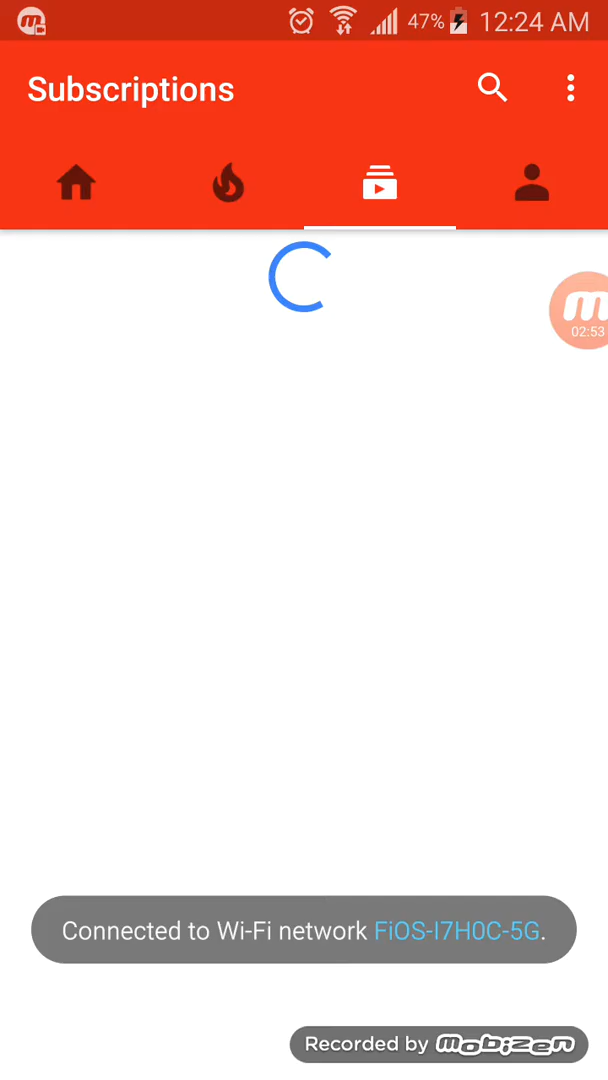 47% 12:24 AM
Subscriptions
02:53
Connected to Wi-Fi network FiOS-I7H0C-5G.
Recorded by mobizen